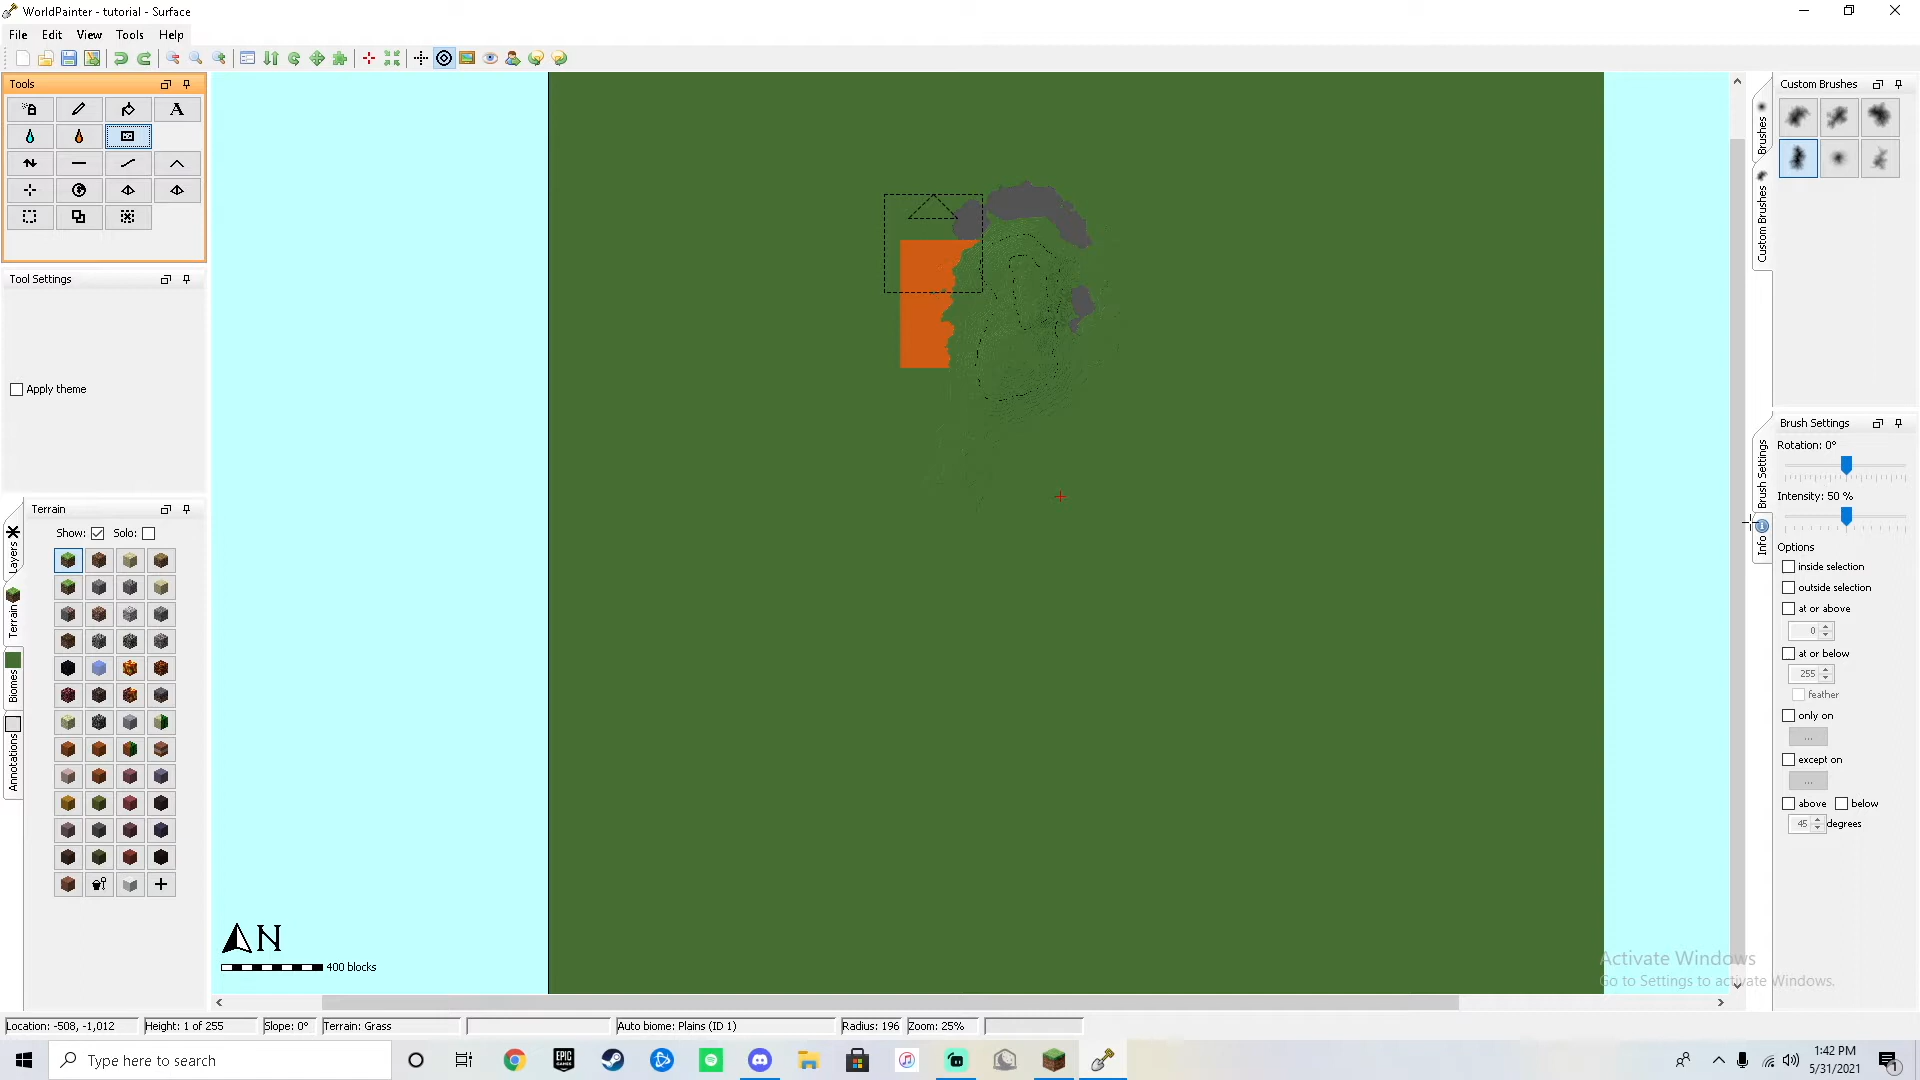 WorldPainter - tutorial - Surface
File Edit View Tools Help
Tools
A
Tool Settings
Apply theme
Terrain
Show: Solo:
Layers
Terrain
Biomes
Annotations
N
400 blocks
Brushes
Custom Brushes
Custom Brushes
Brush Settings
Info
Brush Settings
Rotation: 0°
Intensity: 50 %
Options
inside selection
outside selection
at or above
0
at or below
255
feather
only on
...
except on
...
above below
45 degrees
Activate Windows
Go to Settings to activate Windows.
Location: -508, -1,012 Height: 1 of 255 Slope: 0° Terrain: Grass Auto biome: Plains (ID 1) Radius: 196 Zoom: 25%
Type here to search
EPIC GAMES
1:42 PM
5/31/2021
1